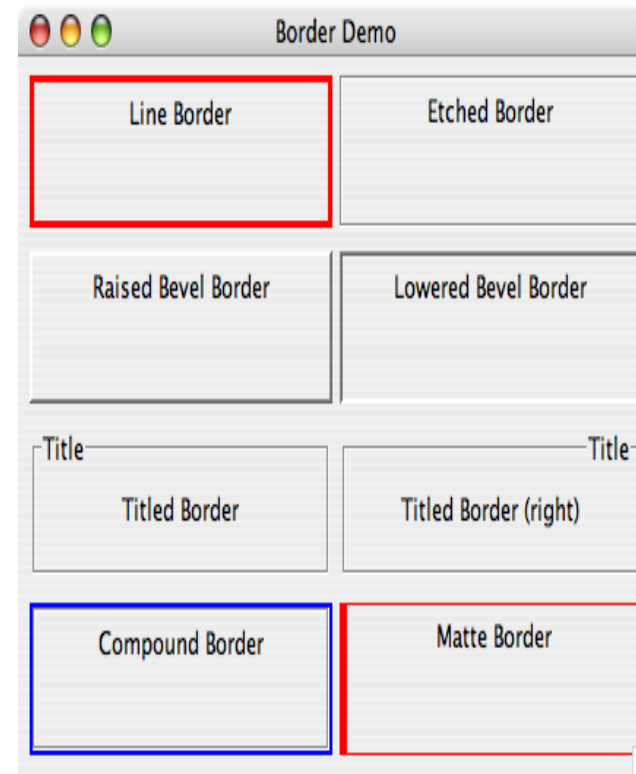 Border Demo
Line Border
Etched Border
Raised Bevel Border
Lowered Bevel Border
Title
Title
Titled Border
Titled Border (right)
Compound Border
Matte Border